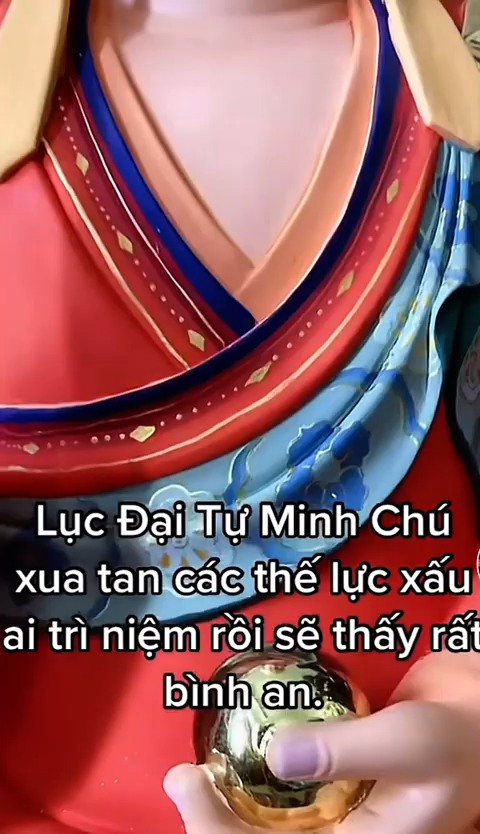 Lục Đại Tự Minh Chú
xua tan các thế lực xấu
ai trì niệm rồi sẽ thấy rất
bình an.